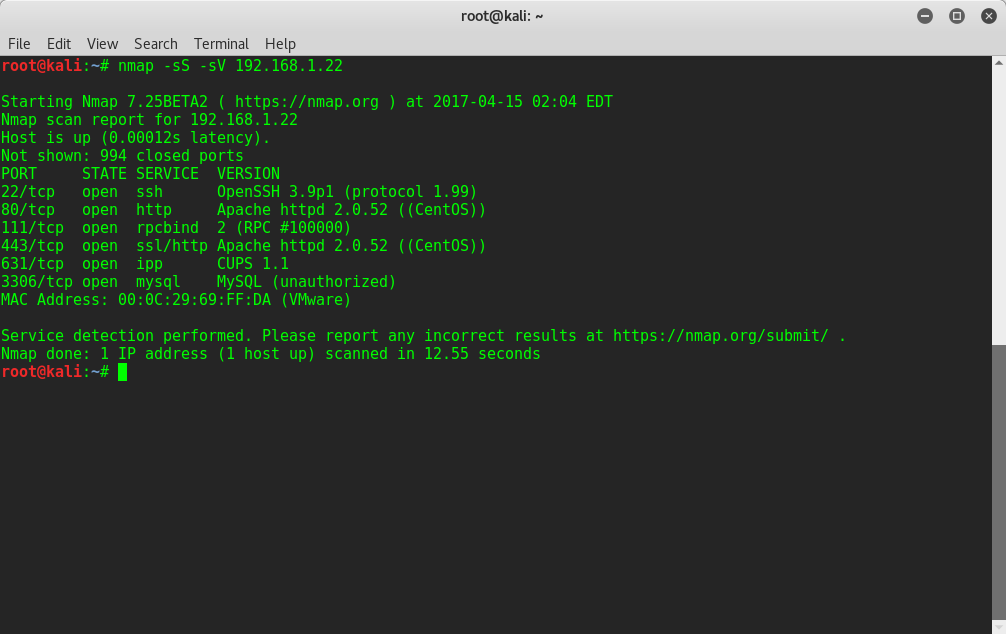 root@kali: ~
File Edit View Search Terminal Help
root@kali:~# nmap -sS -sV 192.168.1.22
Starting Nmap 7.25BETA2 ( https://nmap.org ) at 2017-04-15 02:04 EDT
Nmap scan report for 192.168.1.22
Host is up (0.00012s latency).
Not shown: 994 closed ports
PORT     STATE SERVICE  VERSION
22/tcp   open  ssh      OpenSSH 3.9p1 (protocol 1.99)
80/tcp   open  http     Apache httpd 2.0.52 ((CentOS))
111/tcp  open  rpcbind  2 (RPC #100000)
443/tcp  open  ssl/http Apache httpd 2.0.52 ((CentOS))
631/tcp  open  ipp      CUPS 1.1
3306/tcp open  mysql    MySQL (unauthorized)
MAC Address: 00:0C:29:69:FF:DA (VMware)
Service detection performed. Please report any incorrect results at https://nmap.org/submit/ .
Nmap done: 1 IP address (1 host up) scanned in 12.55 seconds
root@kali:~#